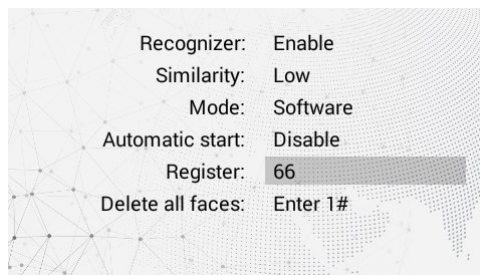 Recognizer: Enable
Similarity: Low
Mode: Software
Automatic start: Disable
Register: 66
Delete all faces: Enter 1#